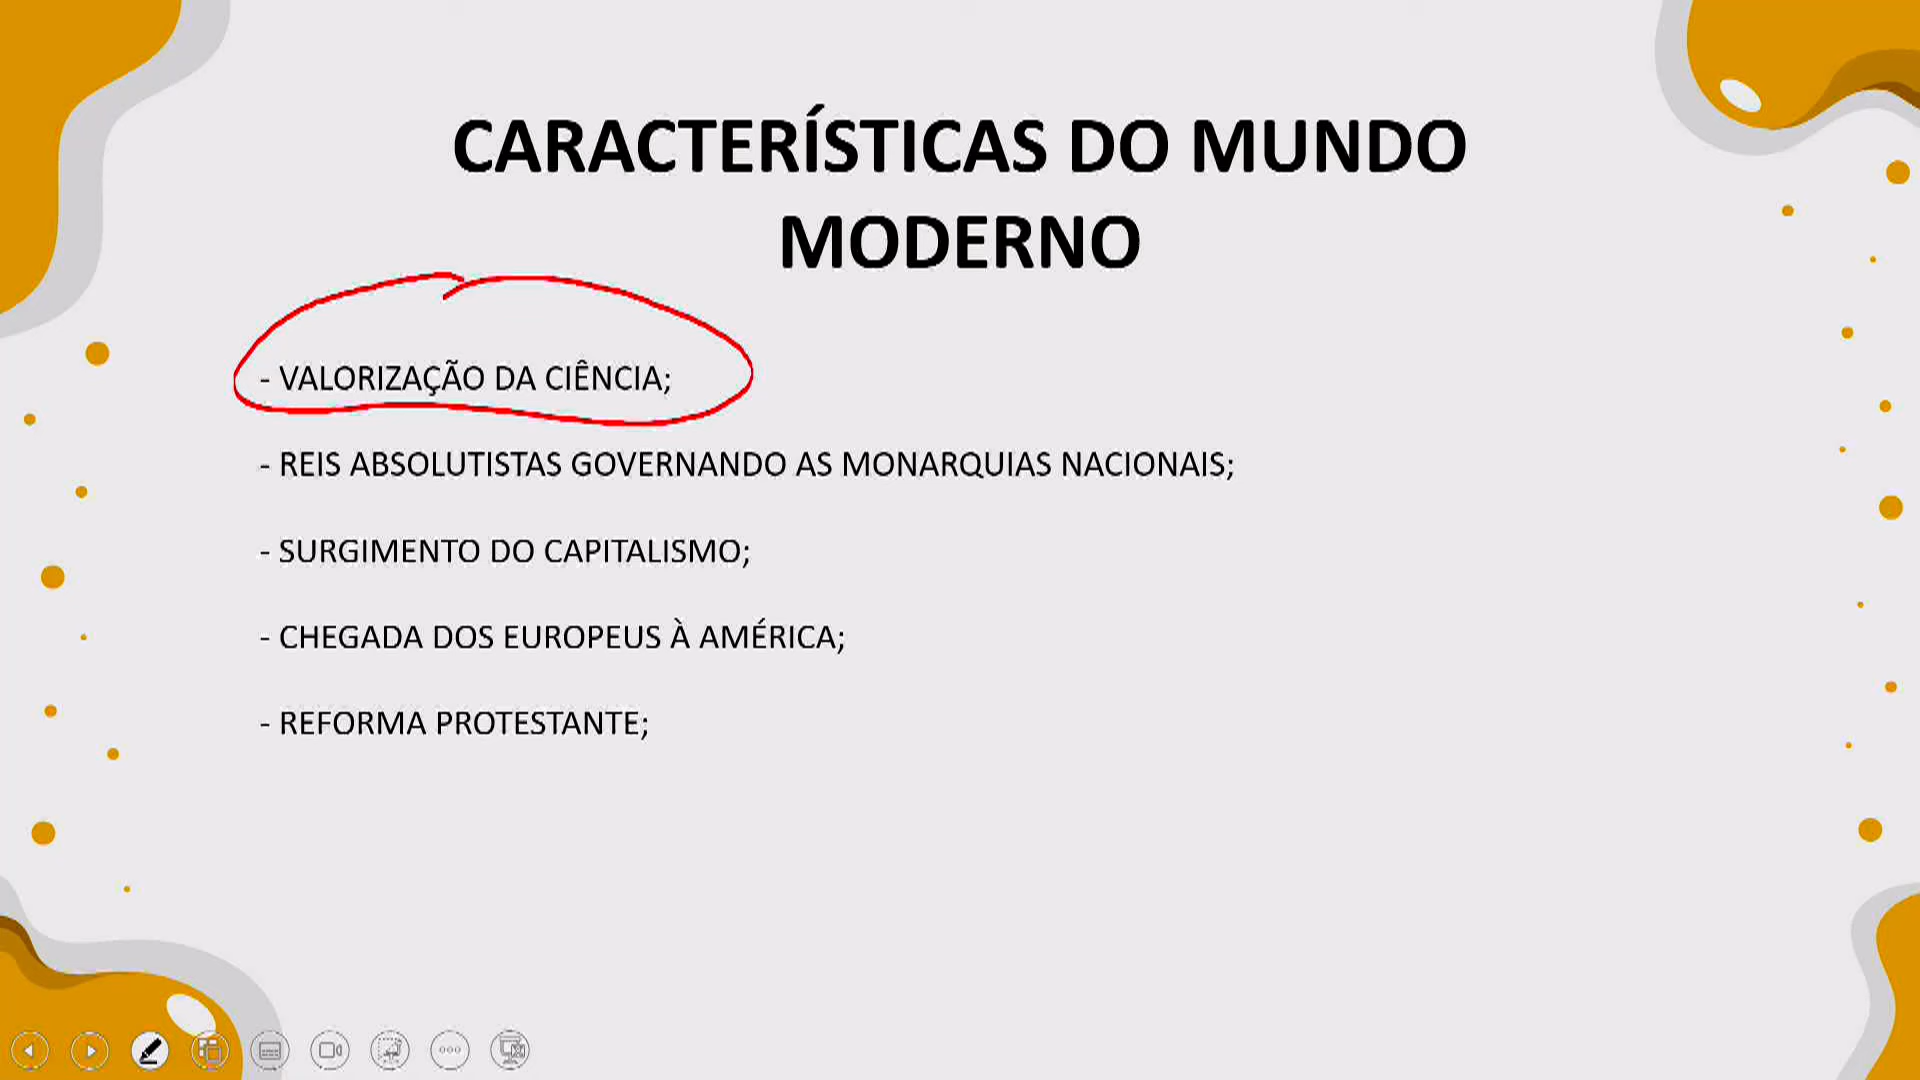 CARACTERÍSTICAS DO MUNDO
MODERNO
- VALORIZAÇÃO DA CIÊNCIA;
- REIS ABSOLUTISTAS GOVERNANDO AS MONARQUIAS NACIONAIS;
- SURGIMENTO DO CAPITALISMO;
- CHEGADA DOS EUROPEUS À AMÉRICA;
- REFORMA PROTESTANTE;